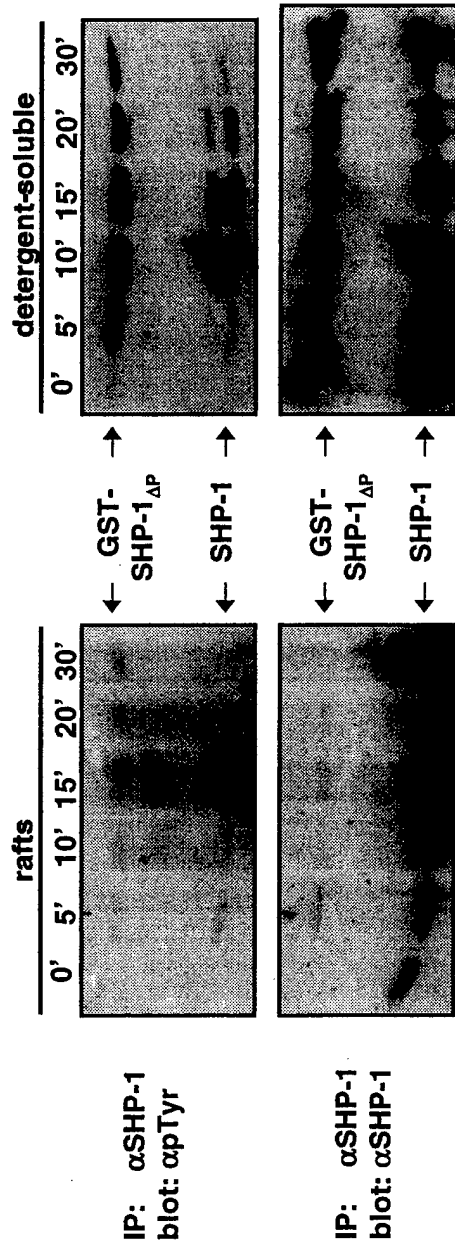 rafts
detergent-soluble
0' 5' 10' 15' 20' 30'
0' 5' 10' 15' 20' 30'
IP: αSHP-1
blot: αpTyr
← GST- →
SHP-1ΔP
← SHP-1 →
IP: αSHP-1
blot: αSHP-1
← GST- →
SHP-1ΔP
← SHP-1 →